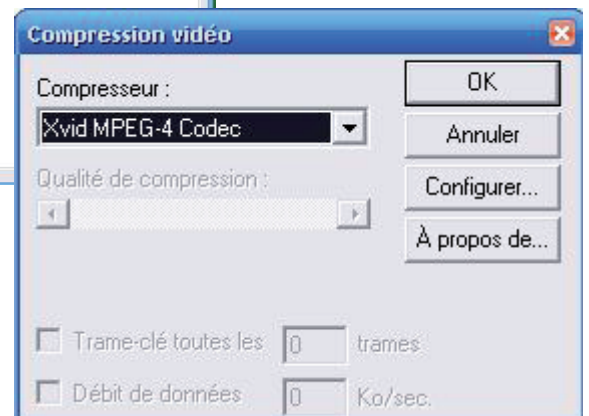 Compression vidéo
Compresseur :
OK
Xvid MPEG-4 Codec
Annuler
Qualité de compression :
Configurer...
À propos de...
Trame-clé toutes les 0 trames
Débit de données 0 Ko/sec.